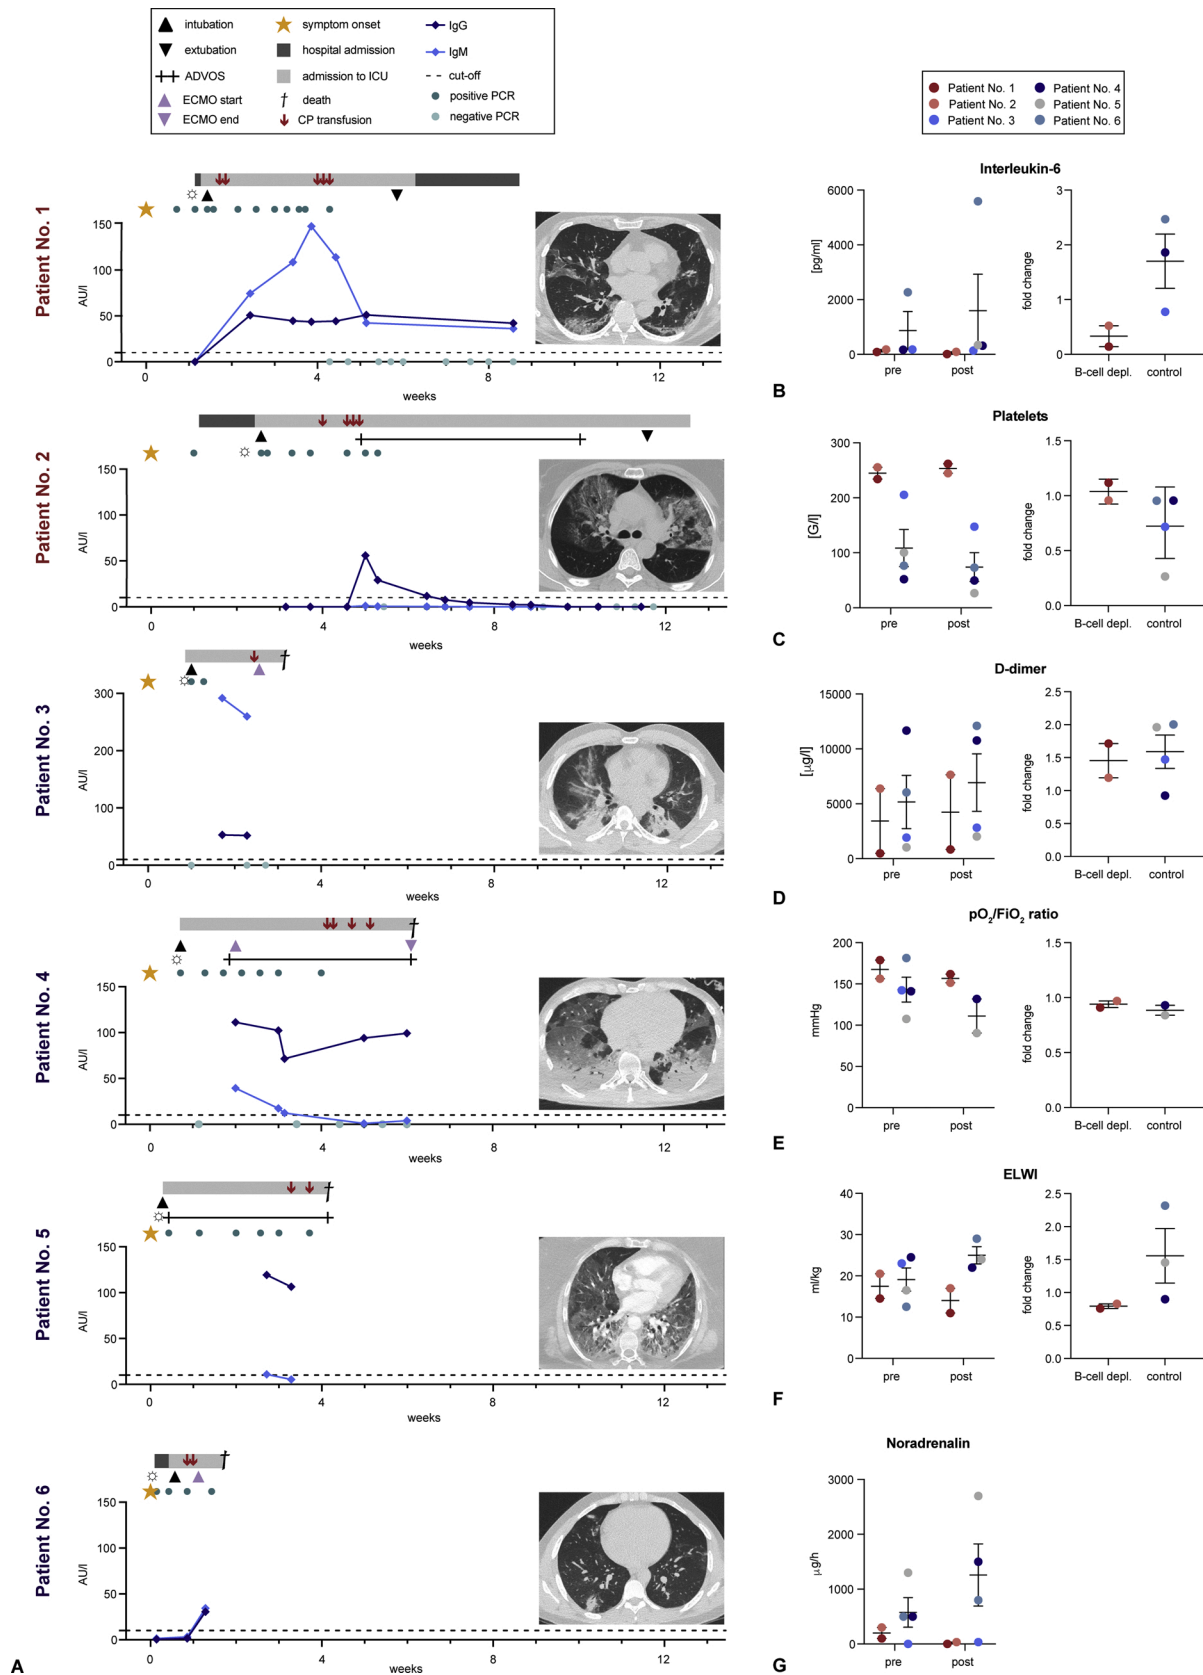 intubation
extubation
ADVOS
ECMO start
ECMO end
symptom onset
hospital admission
admission to ICU
death
CP transfusion
IgG
IgM
cut-off
positive PCR
negative PCR
Patient No. 1
Patient No. 2
Patient No. 3
Patient No. 4
Patient No. 5
Patient No. 6
Patient No. 1
150
100
50
0
AU/l
0 4 8 12
weeks
Patient No. 2
150
100
50
0
AU/l
0 4 8 12
weeks
Patient No. 3
300
200
100
0
AU/l
0 4 8 12
weeks
Patient No. 4
150
100
50
0
AU/l
0 4 8 12
weeks
Patient No. 5
150
100
50
0
AU/l
0 4 8 12
weeks
Patient No. 6
150
100
50
0
AU/l
0 4 8 12
weeks
A
Interleukin-6
6000
4000
2000
0
[pg/ml]
pre post
3
2
1
0
fold change
B-cell depl. control
B
Platelets
300
200
100
0
[G/l]
pre post
1.5
1.0
0.5
0.0
fold change
B-cell depl. control
C
D-dimer
15000
10000
5000
0
[µg/l]
pre post
2.5
2.0
1.5
1.0
0.5
0.0
fold change
B-cell depl. control
D
pO₂/FiO₂ ratio
200
150
100
50
0
mmHg
pre post
1.5
1.0
0.5
0.0
fold change
B-cell depl. control
E
ELWI
40
30
20
10
0
ml/kg
pre post
2.5
2.0
1.5
1.0
0.5
0.0
fold change
B-cell depl. control
F
Noradrenalin
3000
2000
1000
0
µg/h
pre post
G